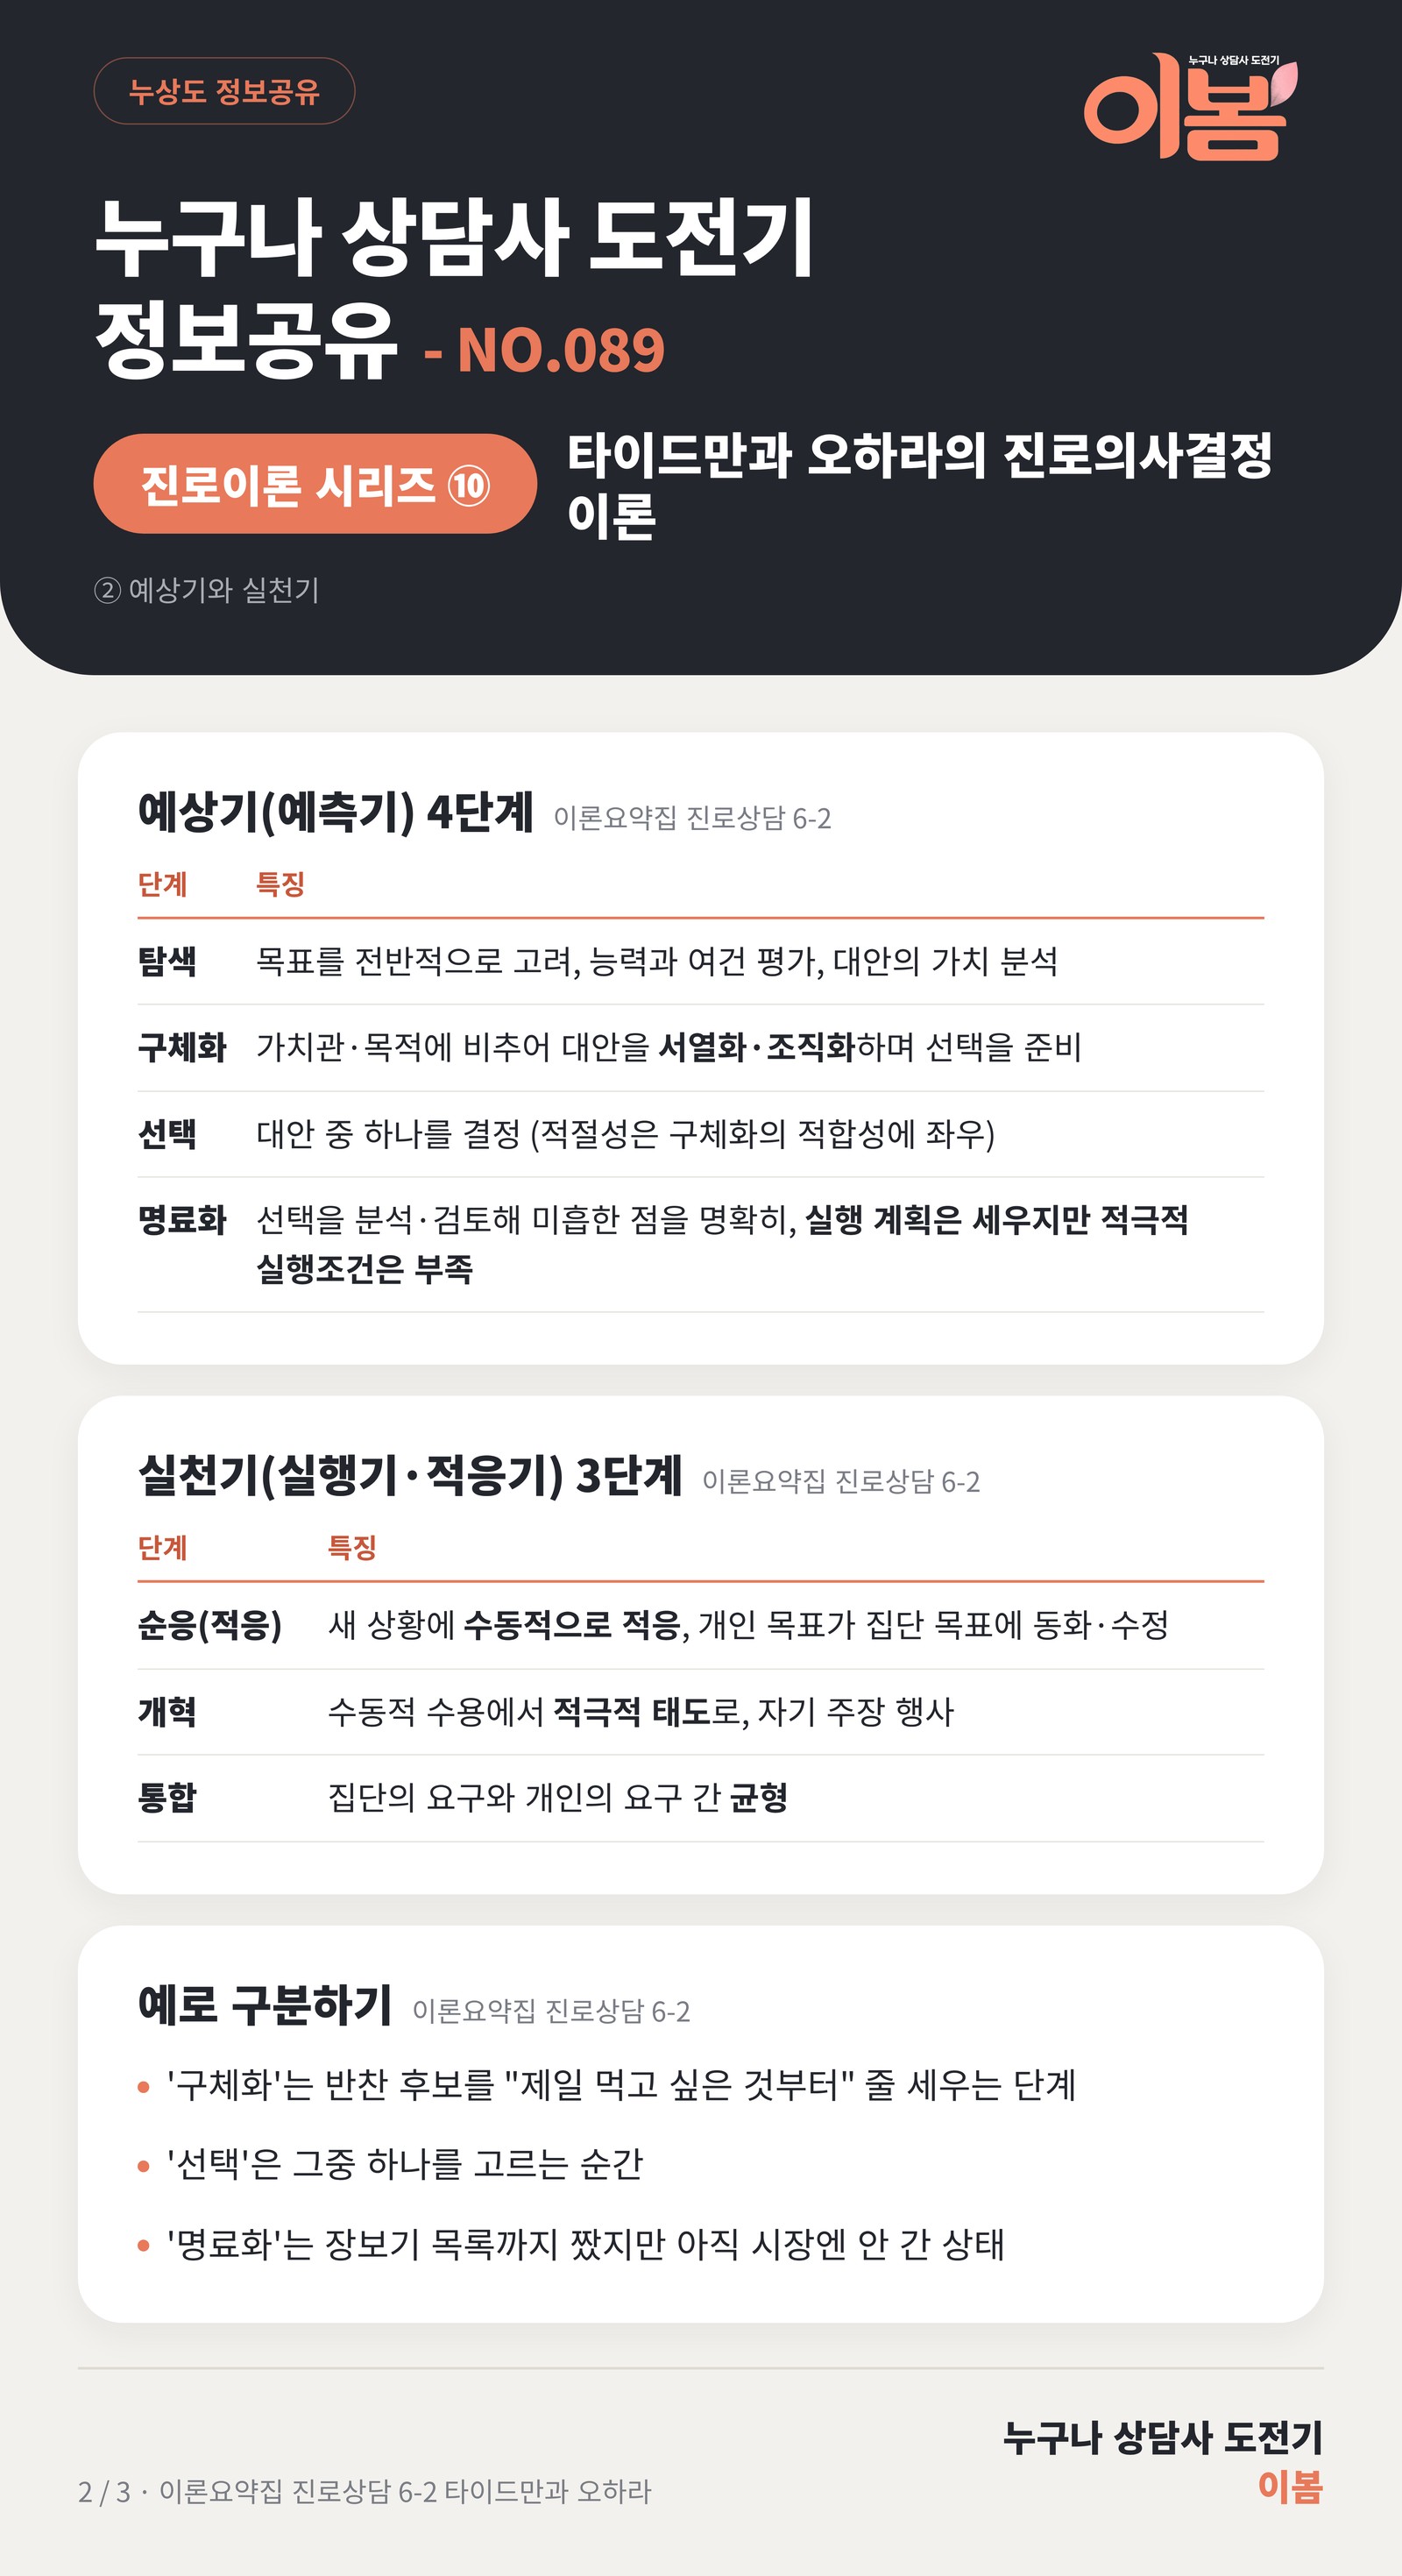 누상도 정보공유
누구나 상담사 도전기
이봄
누구나 상담사 도전기
정보공유 - NO.089
진로이론 시리즈 ⑩
타이드만과 오하라의 진로의사결정
이론
② 예상기와 실천기
예상기(예측기) 4단계 이론요약집 진로상담 6-2
단계 특징
탐색 목표를 전반적으로 고려, 능력과 여건 평가, 대안의 가치 분석
구체화 가치관·목적에 비추어 대안을 서열화·조직화하며 선택을 준비
선택 대안 중 하나를 결정 (적절성은 구체화의 적합성에 좌우)
명료화 선택을 분석·검토해 미흡한 점을 명확히, 실행 계획은 세우지만 적극적
실행조건은 부족
실천기(실행기·적응기) 3단계 이론요약집 진로상담 6-2
단계 특징
순응(적응) 새 상황에 수동적으로 적응, 개인 목표가 집단 목표에 동화·수정
개혁 수동적 수용에서 적극적 태도로, 자기 주장 행사
통합 집단의 요구와 개인의 요구 간 균형
예로 구분하기 이론요약집 진로상담 6-2
• '구체화'는 반찬 후보를 "제일 먹고 싶은 것부터" 줄 세우는 단계
• '선택'은 그중 하나를 고르는 순간
• '명료화'는 장보기 목록까지 짰지만 아직 시장엔 안 간 상태
누구나 상담사 도전기
2 / 3 · 이론요약집 진로상담 6-2 타이드만과 오하라
이봄